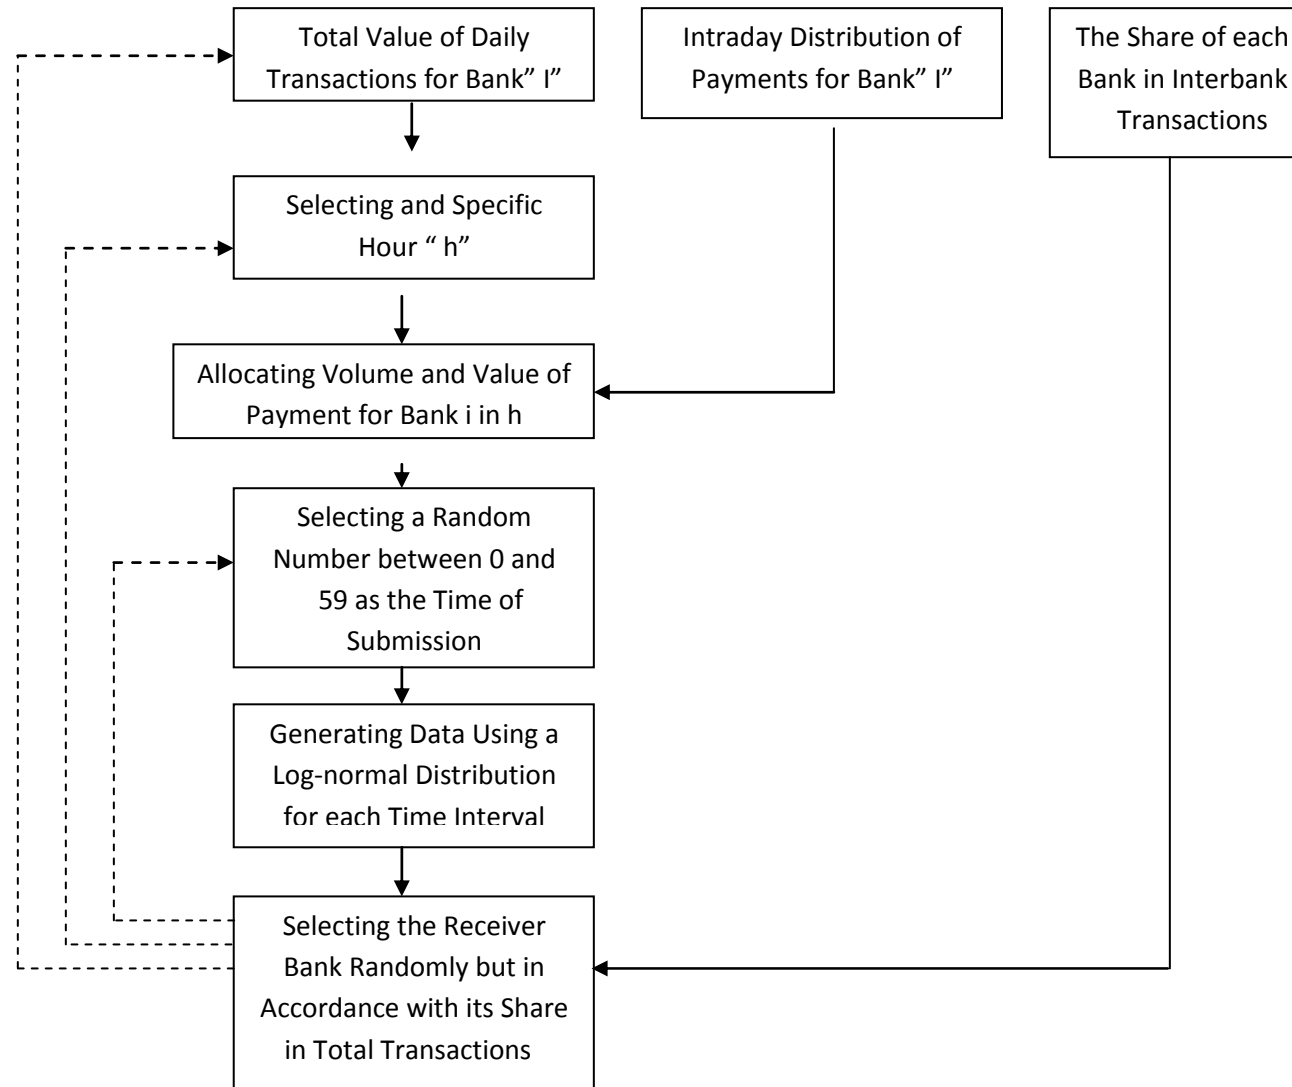 Total Value of Daily
Transactions for Bank” I”
Intraday Distribution of
Payments for Bank” I”
The Share of each
Bank in Interbank
Transactions
Selecting and Specific
Hour “ h”
Allocating Volume and Value of
Payment for Bank i in h
Selecting a Random
Number between 0 and
59 as the Time of
Submission
Generating Data Using a
Log-normal Distribution
for each Time Interval
Selecting the Receiver
Bank Randomly but in
Accordance with its Share
in Total Transactions